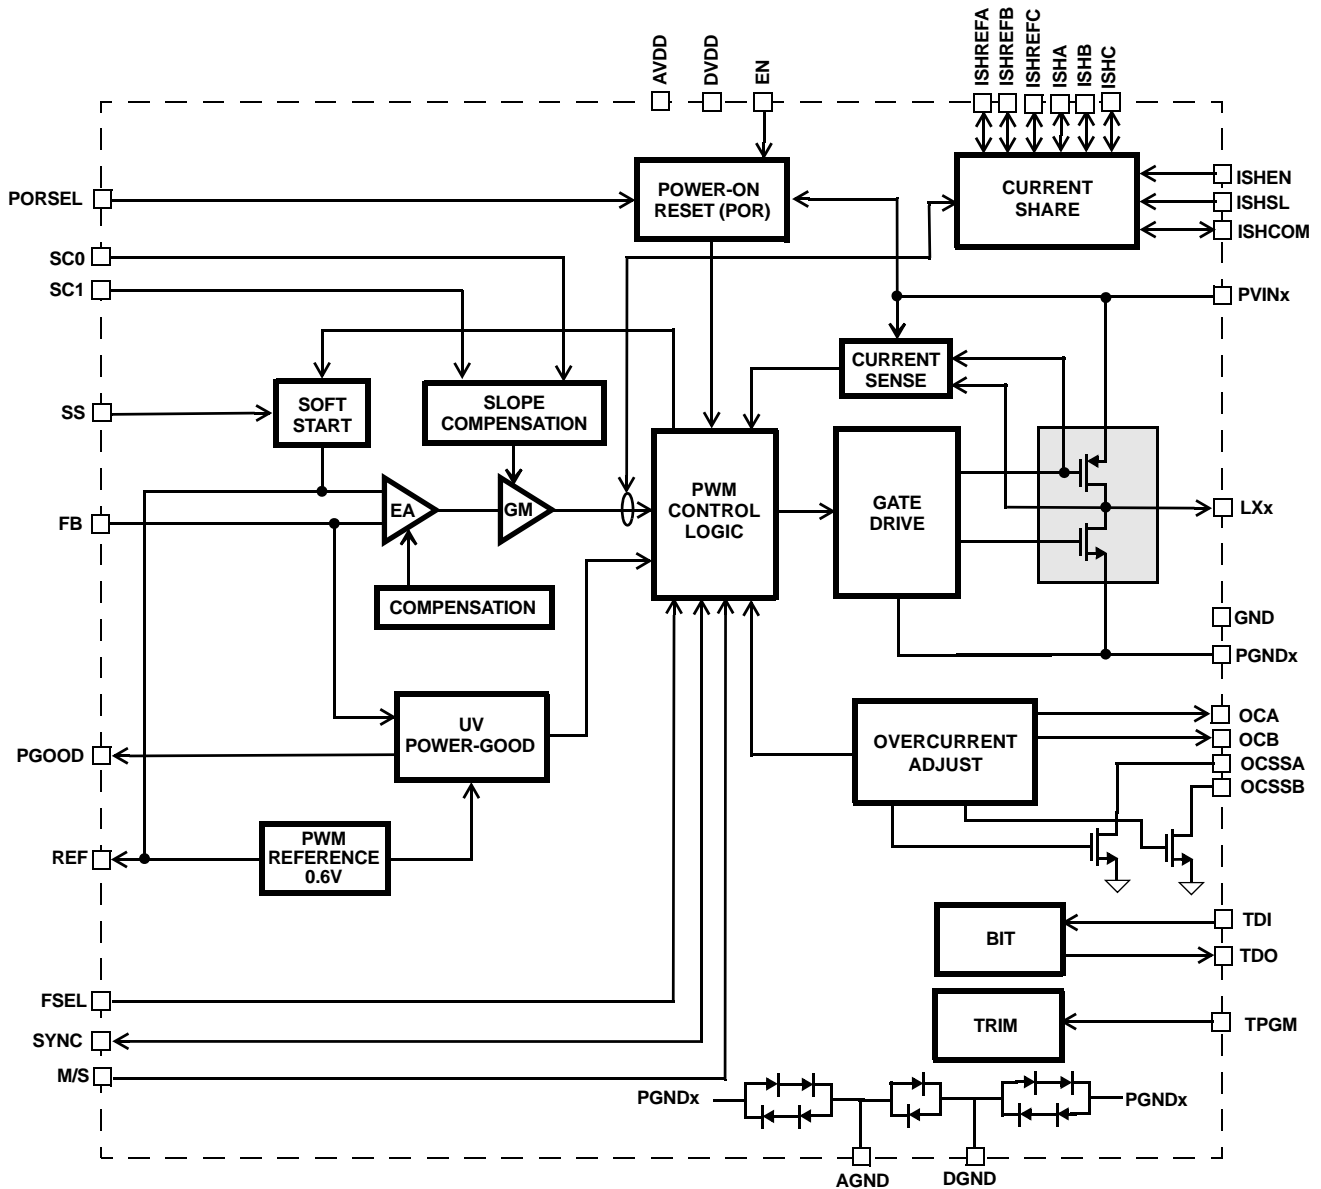 AVDD
DVDD
EN
ISHREFA
ISHREFB
ISHREFC
ISHA
ISHB
ISHC
PORSEL
POWER-ON
RESET (POR)
CURRENT
SHARE
ISHEN
ISHSL
ISHCOM
SC0
SC1
PVINx
CURRENT
SENSE
SS
SOFT
START
SLOPE
COMPENSATION
FB
EA
GM
PWM
CONTROL
LOGIC
GATE
DRIVE
LXx
COMPENSATION
GND
PGNDx
UV
POWER-GOOD
PGOOD
OVERCURRENT
ADJUST
OCA
OCB
OCSSA
OCSSB
REF
PWM
REFERENCE
0.6V
BIT
TDI
TDO
FSEL
SYNC
M/S
TRIM
TPGM
PGNDx
PGNDx
AGND
DGND